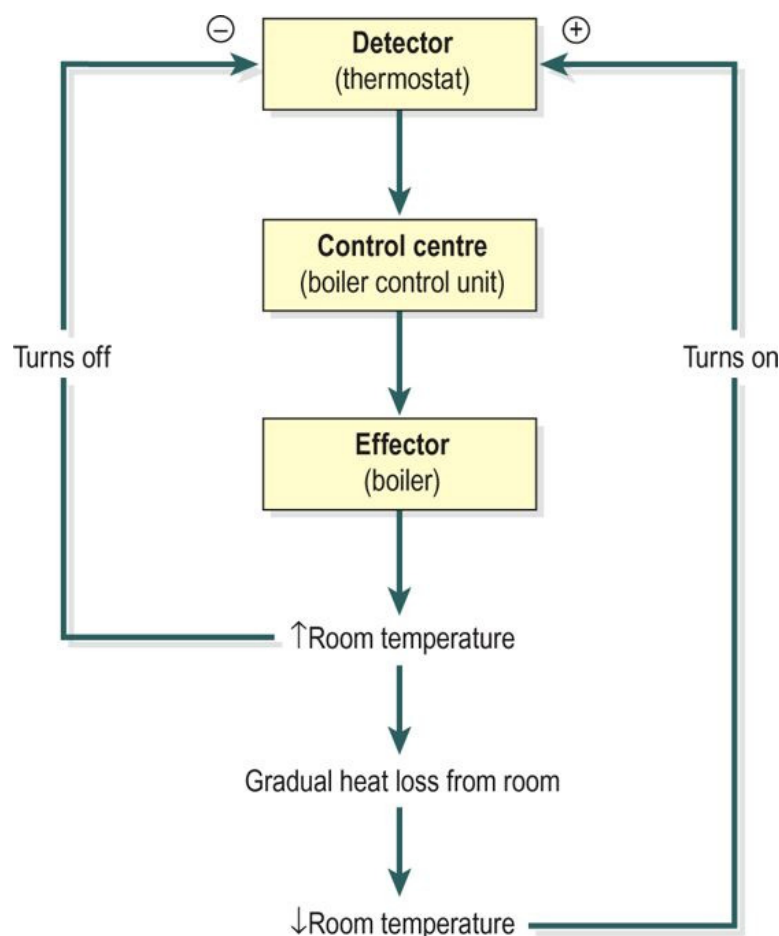 ⊖
Detector
⊕
(thermostat)
Control centre
(boiler control unit)
Turns off
Turns on
Effector
(boiler)
↑Room temperature
Gradual heat loss from room
↓Room temperature